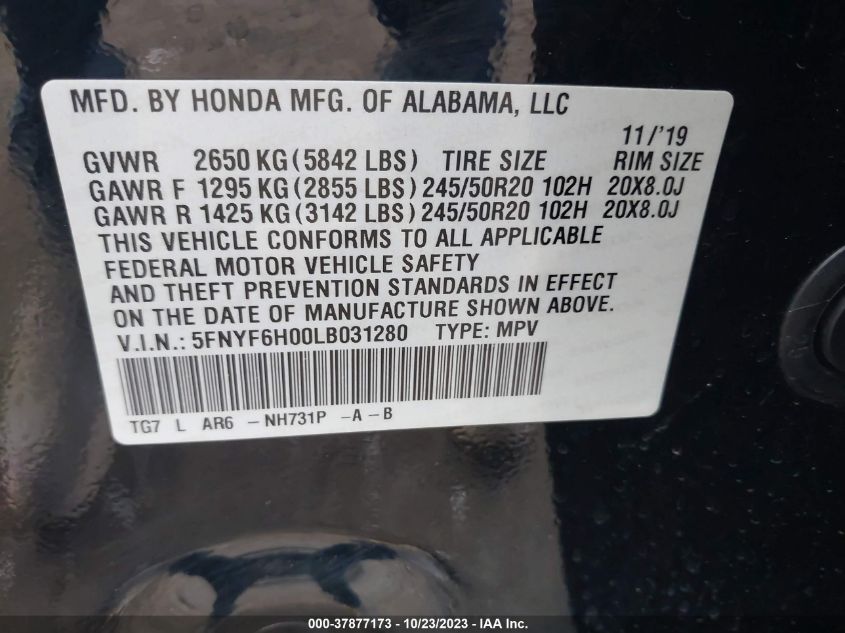 MFD. BY HONDA MFG. OF ALABAMA, LLC
11/'19
GVWR 2650 KG (5842 LBS) TIRE SIZE RIM SIZE
GAWR F 1295 KG (2855 LBS) 245/50R20 102H 20X8.0J
GAWR R 1425 KG (3142 LBS) 245/50R20 102H 20X8.0J
THIS VEHICLE CONFORMS TO ALL APPLICABLE
FEDERAL MOTOR VEHICLE SAFETY
AND THEFT PREVENTION STANDARDS IN EFFECT
ON THE DATE OF MANUFACTURE SHOWN ABOVE.
V.I.N.: 5FNYF6H00LB031280 TYPE: MPV
TG7 L AR6 -NH731P -A-B
000-37877173 - 10/23/2023 - IAA Inc.